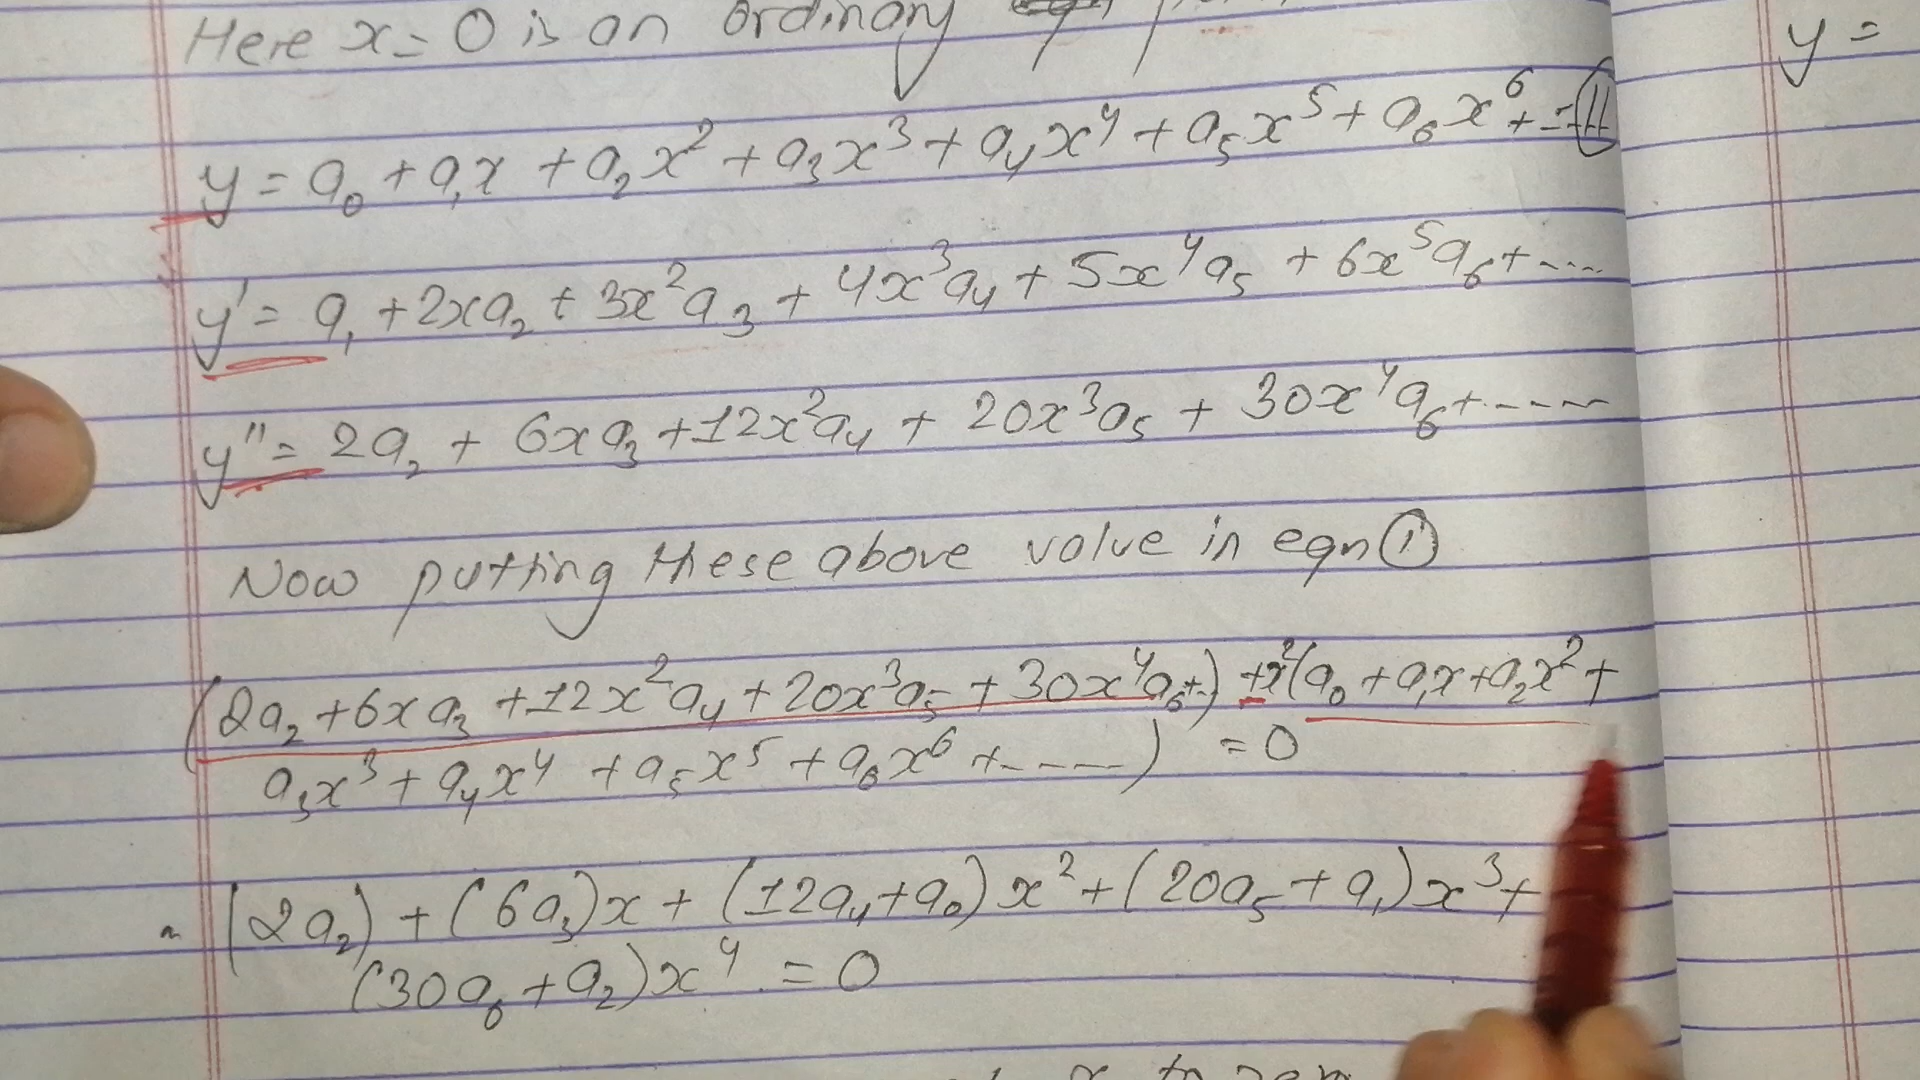 Here x = 0 is an ordinary
y = a₀ + a₁x + a₂x² + a₃x³ + a₄x⁴ + a₅x⁵ + a₆x⁶ + --- (11)
y' = a₁ + 2xa₂ + 3x²a₃ + 4x³a₄ + 5x⁴a₅ + 6x⁵a₆ + ----
y'' = 2a₂ + 6xa₃ + 12x²a₄ + 20x³a₅ + 30x⁴a₆ + -----
Now putting these above value in eqn (1)
(2a₂ + 6xa₃ + 12x²a₄ + 20x³a₅ + 30x⁴a₆ + --) + x²(a₀ + a₁x + a₂x² +
a₃x³ + a₄x⁴ + a₅x⁵ + a₆x⁶ + ----) = 0
(2a₂) + (6a₃)x + (12a₄ + a₀)x² + (20a₅ + a₁)x³ +
(30a₆ + a₂)x⁴ = 0
x to zero
y =